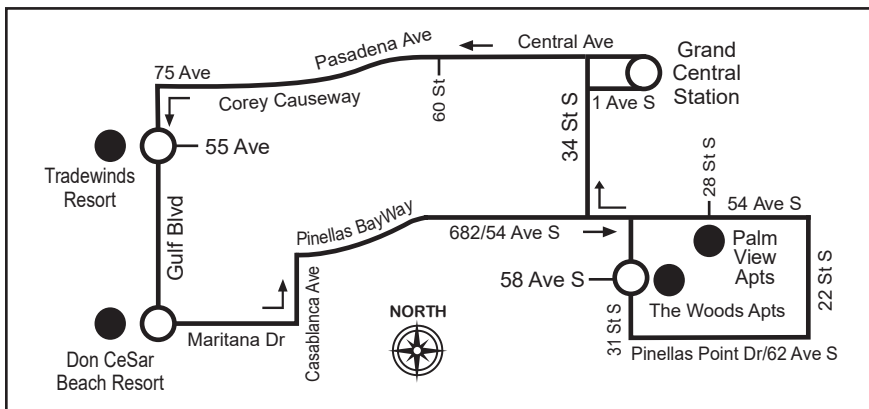 Pasadena Ave
Central Ave
Grand
Central
Station
75 Ave
Corey Causeway
60 St
1 Ave S
34 St S
55 Ave
Tradewinds
Resort
28 St S
Gulf Blvd
Pinellas BayWay
682/54 Ave S
54 Ave S
Palm
View
Apts
22 St S
58 Ave S
The Woods Apts
Casablanca Ave
NORTH
Maritana Dr
31 St S
Don CeSar
Beach Resort
Pinellas Point Dr/62 Ave S